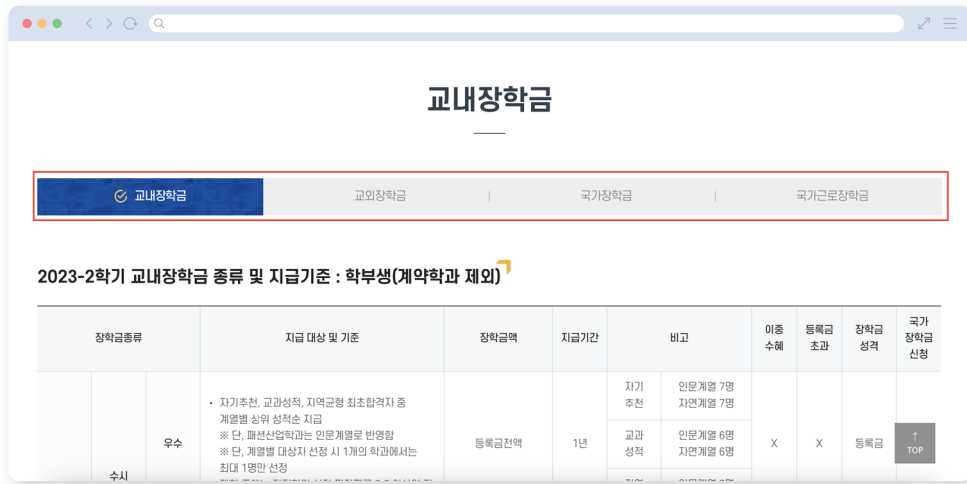 교내장학금
교내장학금
교외장학금
국가장학금
국가근로장학금
2023-2학기 교내장학금 종류 및 지급기준 : 학부생(계약학과 제외)
장학금종류
지급 대상 및 기준
장학금액
지급기간
비고
이중
수혜
등록금
초과
장학금
성격
국가
장학금
신청
수시
우수
• 자기추천, 교과성적, 지역균형 최초합격자 중
계열별 상위 성적순 지급
※ 단, 패션산업학과는 인문계열로 반영함
※ 단, 계열별 대상자 선정 시 1개의 학과에서는
최대 1명만 선정
등록금전액
1년
자기
추천
인문계열 7명
자연계열 7명
교과
성적
인문계열 6명
자연계열 6명
X
X
등록금
↑
TOP